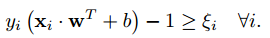 yᵢ (xᵢ · wᵀ + b) − 1 ≥ ξᵢ ∀i.